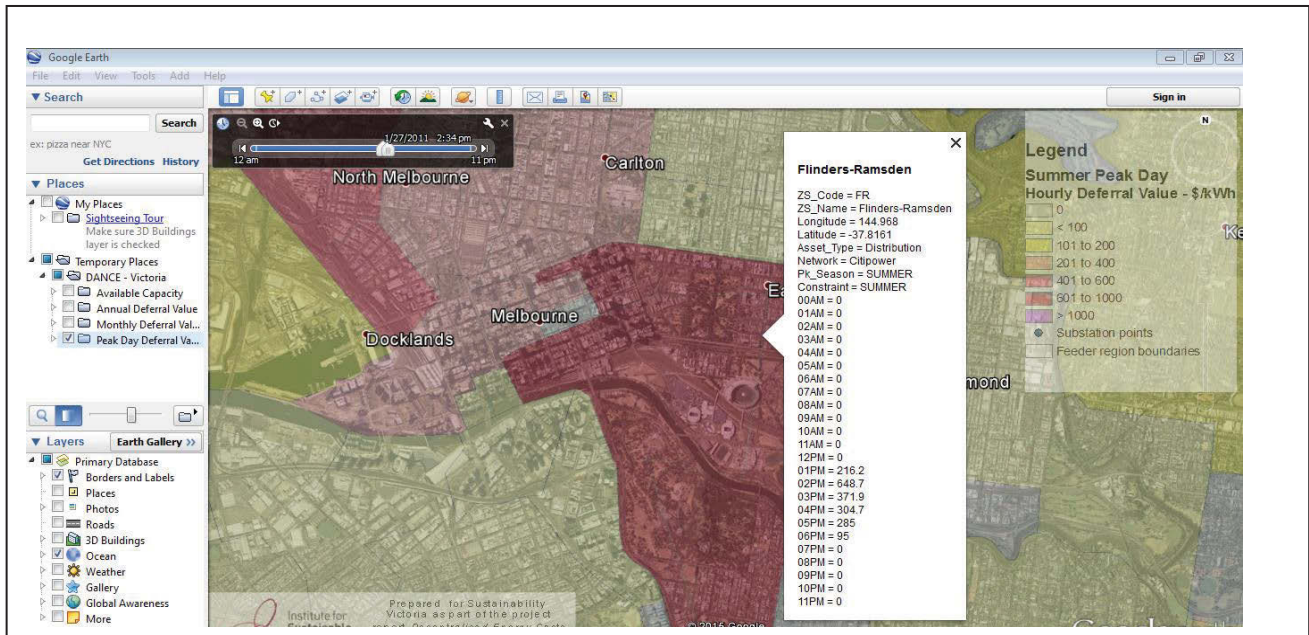 Google Earth
File Edit View Tools Add Help
Search
Sign in
Search
ex: pizza near NYC
Get Directions History
Places
My Places
Sightseeing Tour
Make sure 3D Buildings
layer is checked
Temporary Places
DANCE - Victoria
Available Capacity
Annual Deferral Value
Monthly Deferral Val...
Peak Day Deferral Va...
Layers
Earth Gallery >>
Primary Database
Borders and Labels
Places
Photos
Roads
3D Buildings
Ocean
Weather
Gallery
Global Awareness
More
1/27/2011 2:34 pm
12 am
11 pm
North Melbourne
Carlton
Melbourne
Docklands
Ea
mond
Flinders-Ramsden
ZS_Code = FR
ZS_Name = Flinders-Ramsden
Longitude = 144.968
Latitude = -37.8161
Asset_Type = Distribution
Network = Citipower
Pk_Season = SUMMER
Constraint = SUMMER
00AM = 0
01AM = 0
02AM = 0
03AM = 0
04AM = 0
05AM = 0
06AM = 0
07AM = 0
08AM = 0
09AM = 0
10AM = 0
11AM = 0
12PM = 0
01PM = 216.2
02PM = 648.7
03PM = 371.9
04PM = 304.7
05PM = 285
06PM = 95
07PM = 0
08PM = 0
09PM = 0
10PM = 0
11PM = 0
N
Legend
Summer Peak Day
Hourly Deferral Value - $/kWh
0
< 100
101 to 200
201 to 400
401 to 600
601 to 1000
> 1000
Substation points
Feeder region boundaries
Ke
Institute for
Prepared for Sustainability
Victoria as part of the project
© 2015 Google